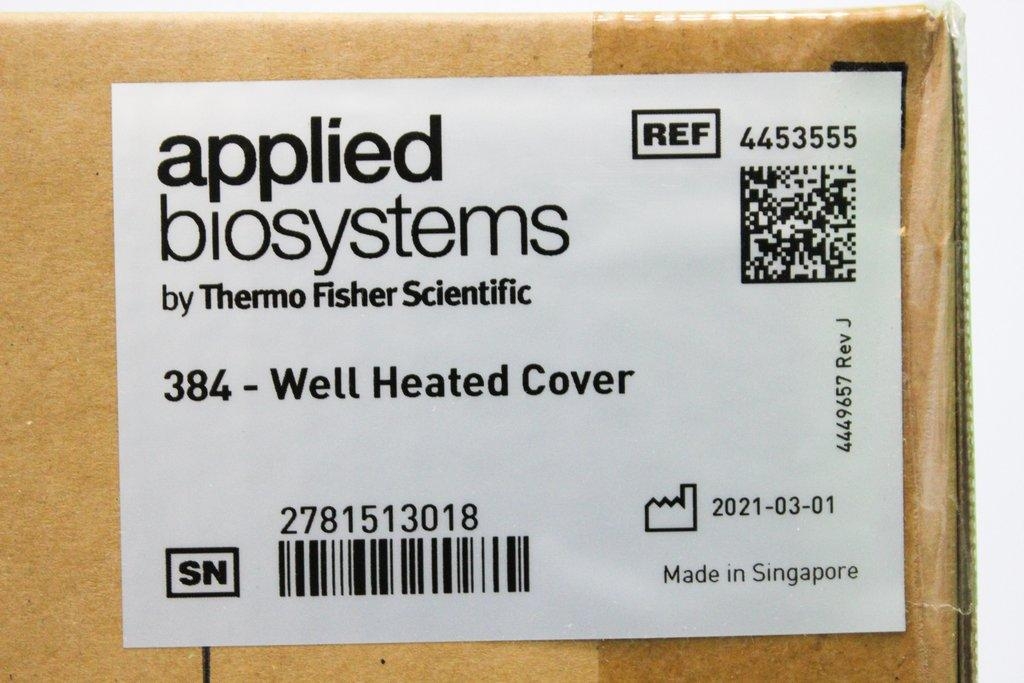 applied
biosystems
by Thermo Fisher Scientific
REF 4453555
384 - Well Heated Cover
4449657 Rev J
2781513018
SN
2021-03-01
Made in Singapore